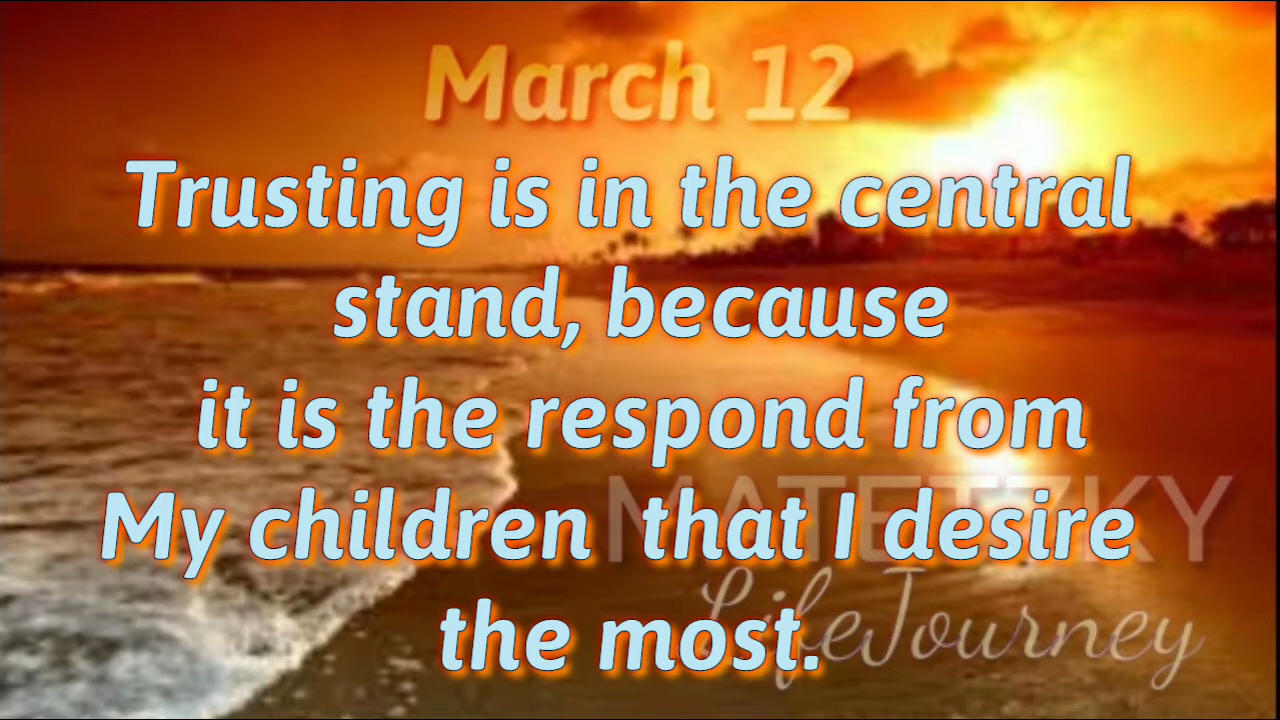 March 12
Trusting is in the central
stand, because
it is the respond from
My children that I desire
the most.
MATETZKY
LifeJourney